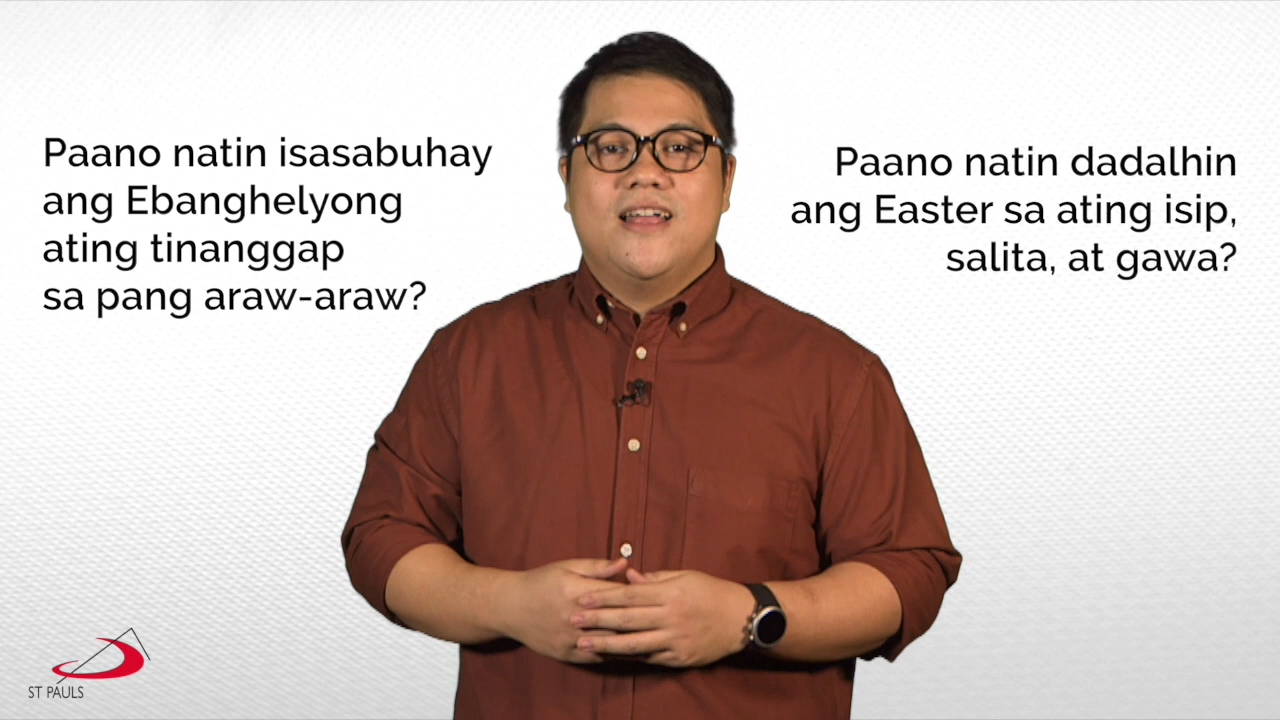 Paano natin isasabuhay
ang Ebanghelyong
ating tinanggap
sa pang araw-araw?
Paano natin dadalhin
ang Easter sa ating isip,
salita, at gawa?
ST PAULS